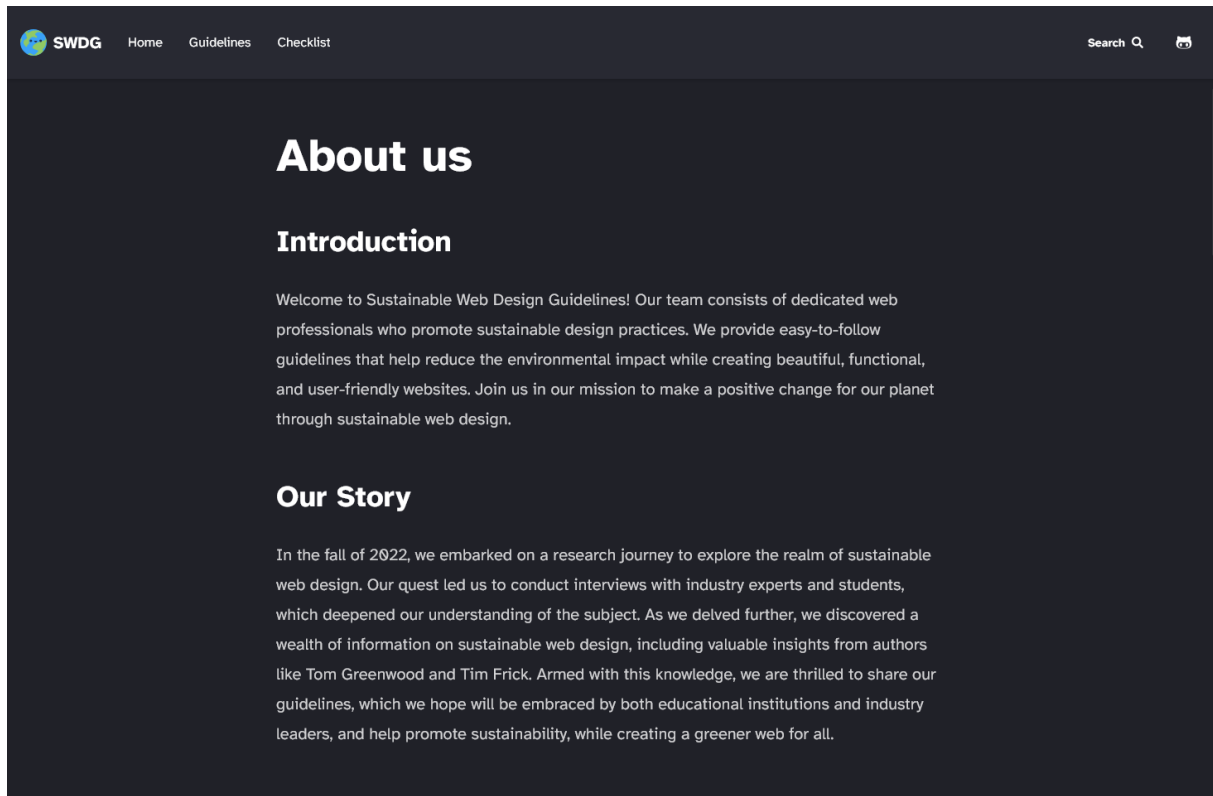 SWDG
Home
Guidelines
Checklist
Search
About us
Introduction
Welcome to Sustainable Web Design Guidelines! Our team consists of dedicated web
professionals who promote sustainable design practices. We provide easy-to-follow
guidelines that help reduce the environmental impact while creating beautiful, functional,
and user-friendly websites. Join us in our mission to make a positive change for our planet
through sustainable web design.
Our Story
In the fall of 2022, we embarked on a research journey to explore the realm of sustainable
web design. Our quest led us to conduct interviews with industry experts and students,
which deepened our understanding of the subject. As we delved further, we discovered a
wealth of information on sustainable web design, including valuable insights from authors
like Tom Greenwood and Tim Frick. Armed with this knowledge, we are thrilled to share our
guidelines, which we hope will be embraced by both educational institutions and industry
leaders, and help promote sustainability, while creating a greener web for all.